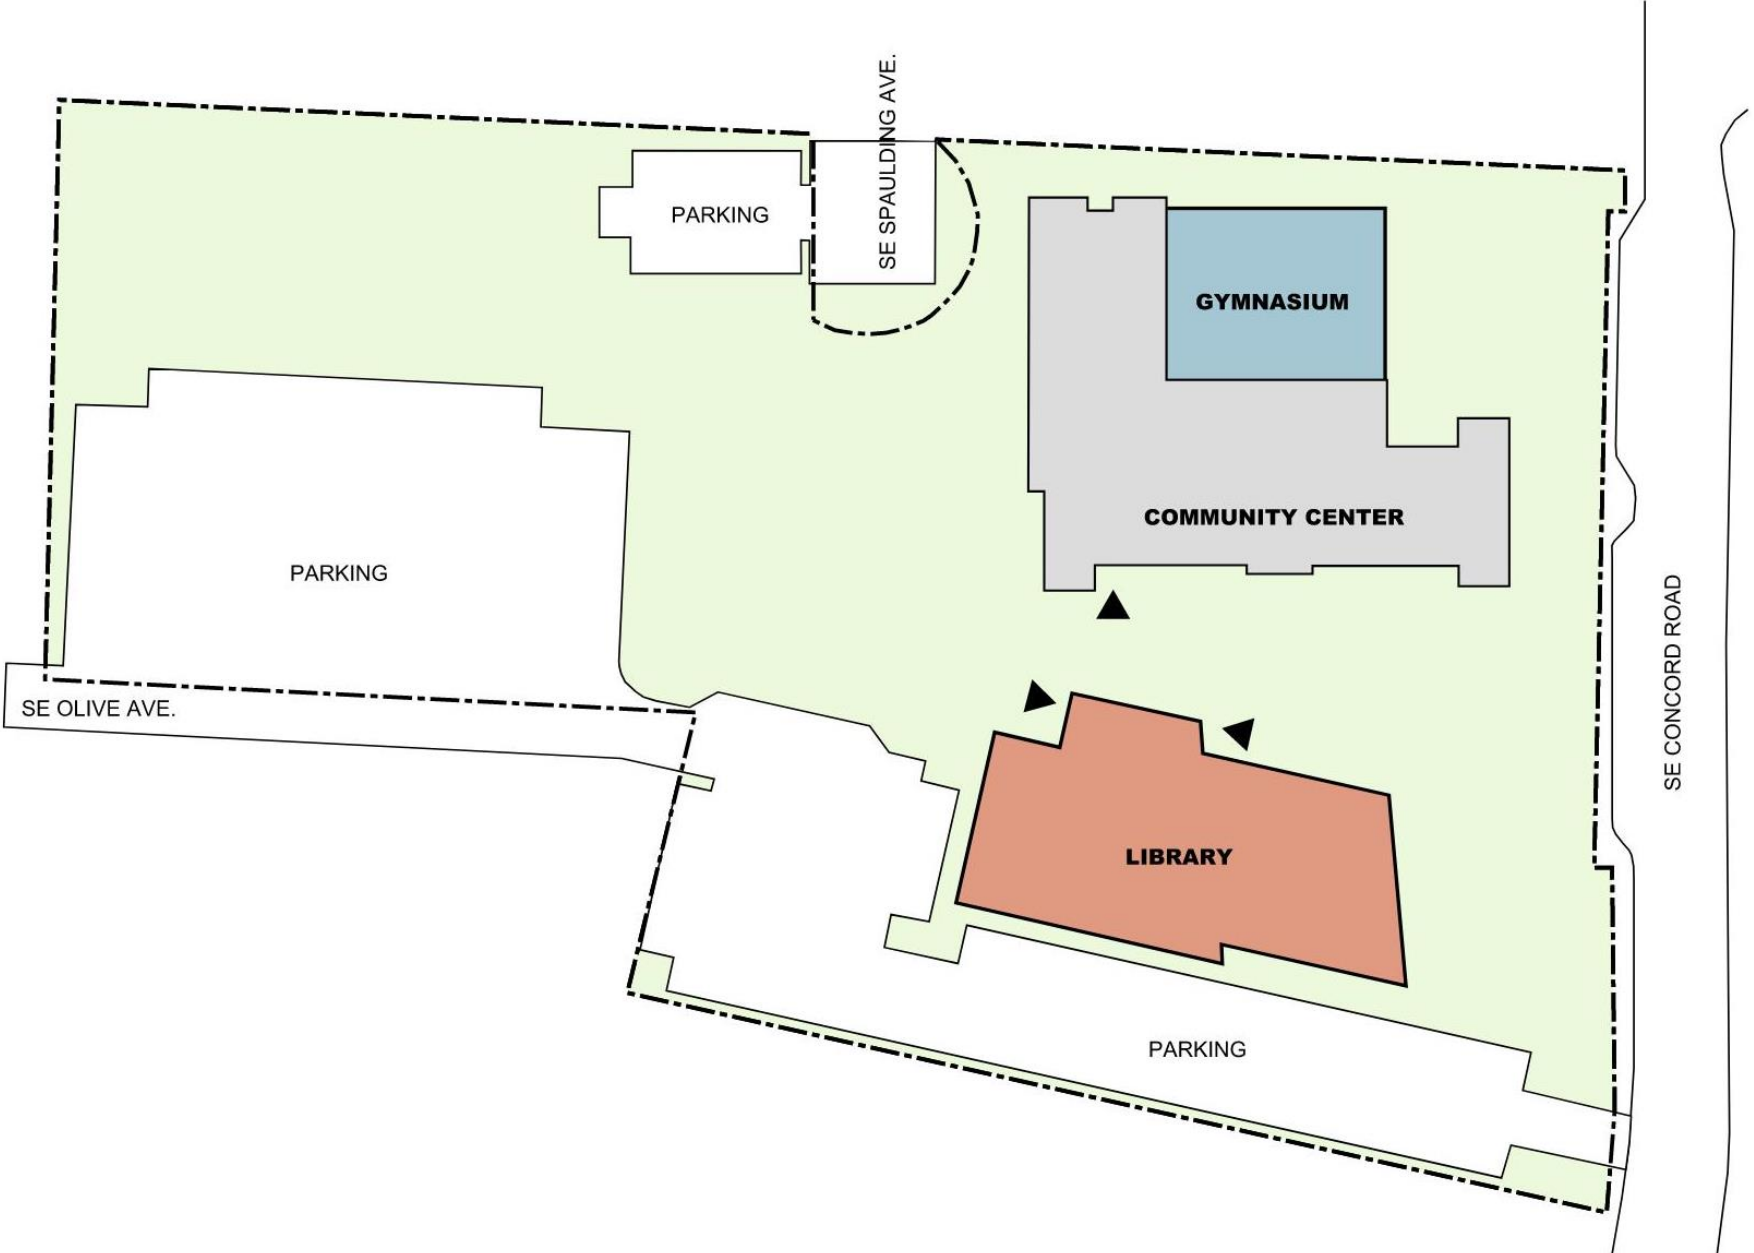 SE SPAULDING AVE.
PARKING
GYMNASIUM
COMMUNITY CENTER
PARKING
SE CONCORD ROAD
SE OLIVE AVE.
LIBRARY
PARKING